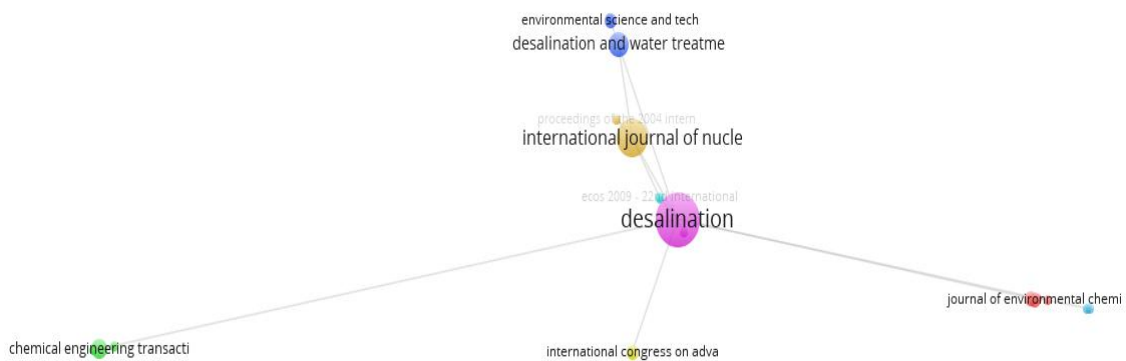 environmental science and tech
desalination and water treatme
proceedings of the 2004 intern.
international journal of nucle
ecos 2009 - 22nd international
desalination
journal of environmental chemi
chemical engineering transacti
international congress on adva